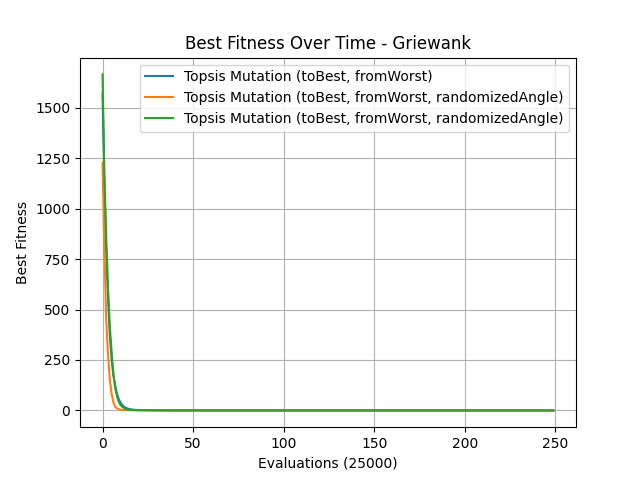 Best Fitness Over Time - Griewank
Topsis Mutation (toBest, fromWorst)
Topsis Mutation (toBest, fromWorst, randomizedAngle)
Topsis Mutation (toBest, fromWorst, randomizedAngle)
Best Fitness
1500
1250
1000
750
500
250
0
0 50 100 150 200 250
Evaluations (25000)